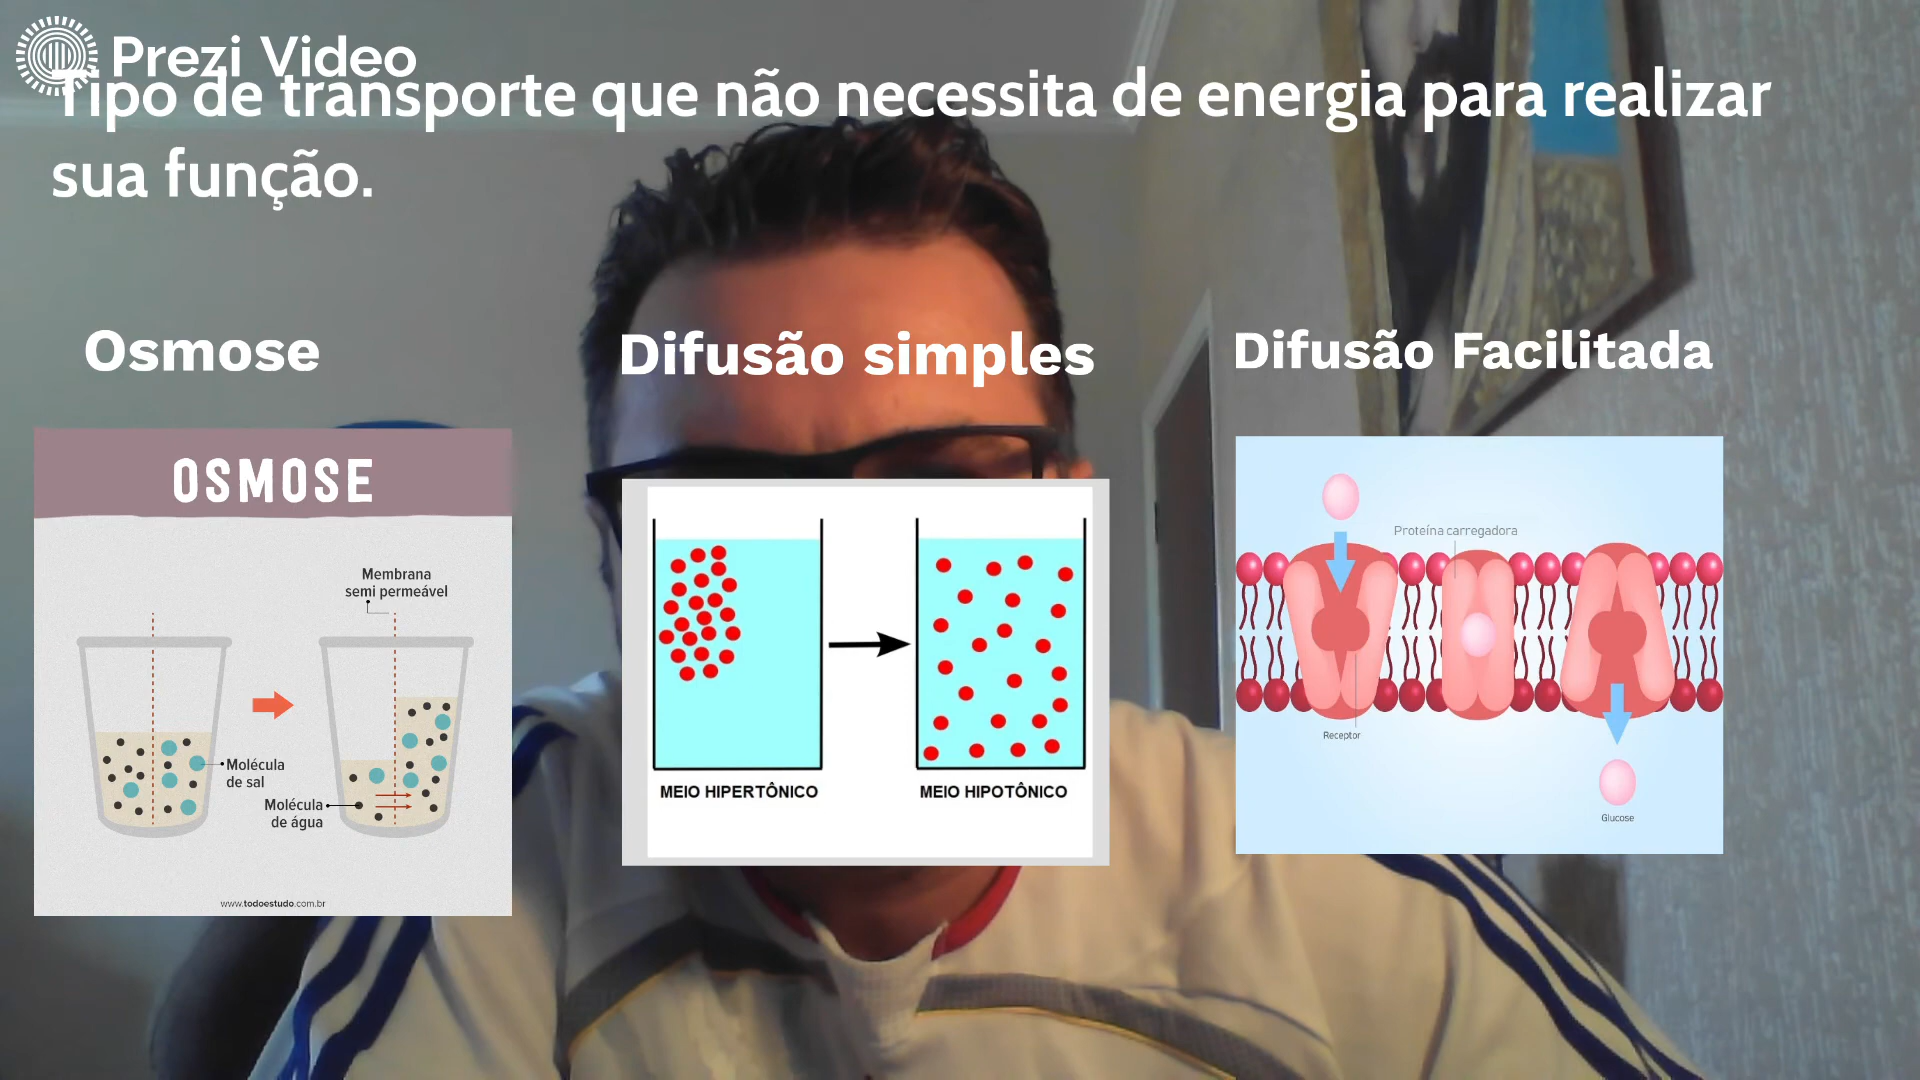 Prezi Video
Tipo de transporte que não necessita de energia para realizar
sua função.
Osmose
Difusão simples
Difusão Facilitada
OSMOSE
Membrana
semi permeável
Molécula
de sal
Molécula
de água
www.todoestudo.com.br
MEIO HIPERTÔNICO
MEIO HIPOTÔNICO
Proteína carregadora
Receptor
Glucose